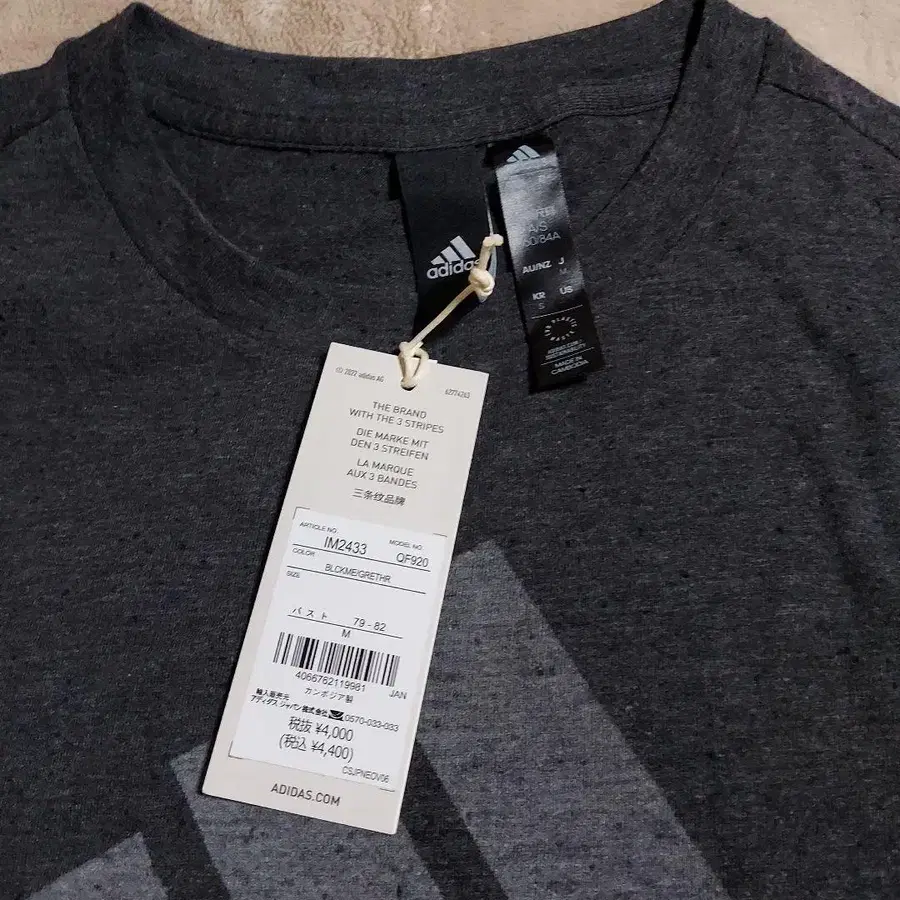 adidas
A/S
AU/NZ J
M
KR US
S
MADE IN
CAMBODIA
© 2022 adidas AG
62774263
THE BRAND
WITH THE 3 STRIPES
DIE MARKE MIT
DEN 3 STREIFEN
LA MARQUE
AUX 3 BANDES
三条纹品牌
ARTICLE NO. MODEL NO.
IM2433 QF920
COLOR
BLCKME/GRETHR
SIZE
バスト 79 - 82
M
4066762119981 JAN
カンボジア製
輸入販売元
アディダス ジャパン株式会社 0570-033-033
税抜 ¥4,000
(税込 ¥4,400)
CSJPNEOV06
ADIDAS.COM